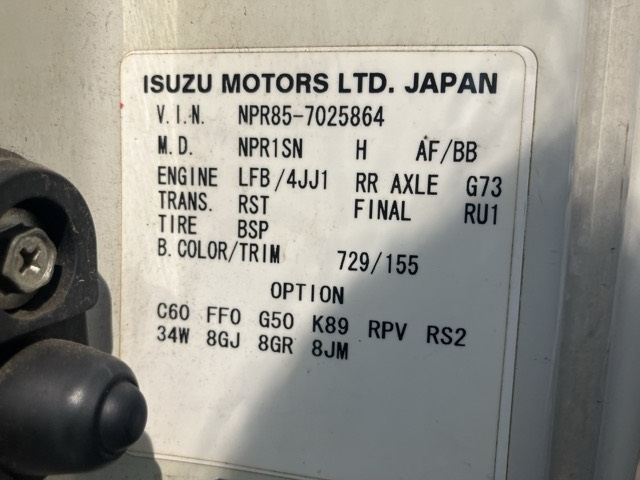 ISUZU MOTORS LTD. JAPAN
V.I.N. NPR85-7025864
M.D. NPR1SN H AF/BB
ENGINE LFB/4JJ1 RR AXLE G73
TRANS. RST FINAL RU1
TIRE BSP
B.COLOR/TRIM 729/155
OPTION
C60 FF0 G50 K89 RPV RS2
34W 8GJ 8GR 8JM